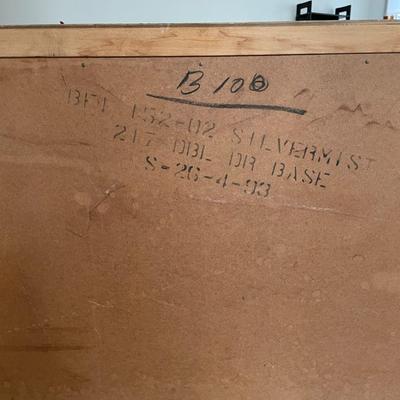 B 100
BFI 152-02 SILVERMIST
217 DBL DR BASE
S-26-4-93